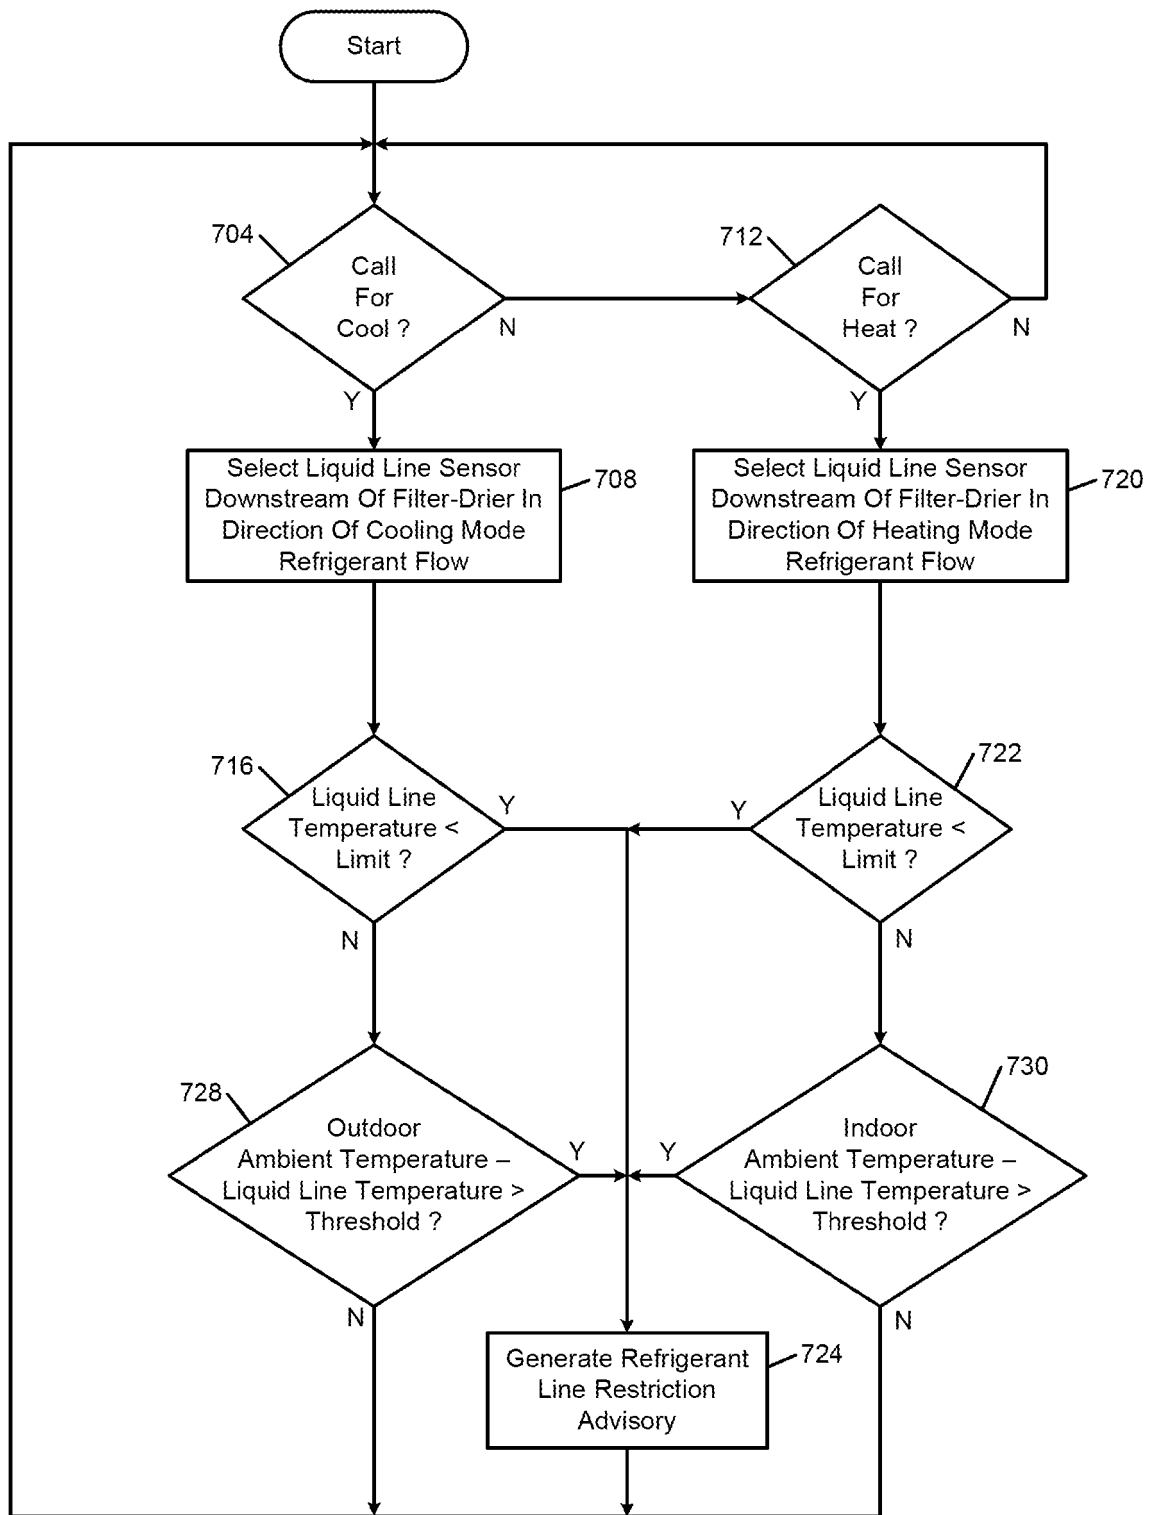 Start
704
Call
For
Cool ?
N
Y
712
Call
For
Heat ?
N
Y
Select Liquid Line Sensor
Downstream Of Filter-Drier In
Direction Of Cooling Mode
Refrigerant Flow
708
Select Liquid Line Sensor
Downstream Of Filter-Drier In
Direction Of Heating Mode
Refrigerant Flow
720
716
Liquid Line
Temperature <
Limit ?
Y
N
722
Liquid Line
Temperature <
Limit ?
Y
N
728
Outdoor
Ambient Temperature –
Liquid Line Temperature >
Threshold ?
Y
N
730
Indoor
Ambient Temperature –
Liquid Line Temperature >
Threshold ?
Y
N
Generate Refrigerant
Line Restriction
Advisory
724